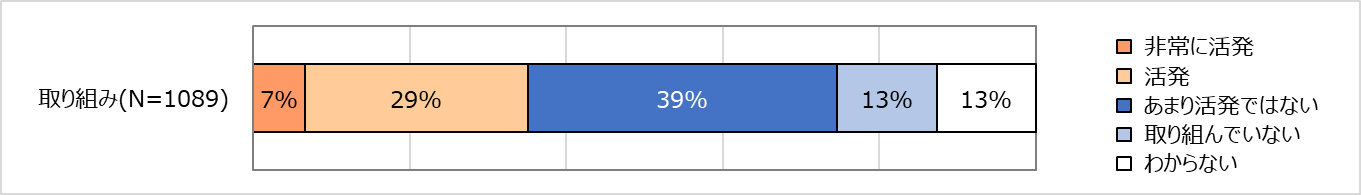 取り組み(N=1089)
7%
29%
39%
13%
13%
非常に活発
活発
あまり活発ではない
取り組んでいない
わからない